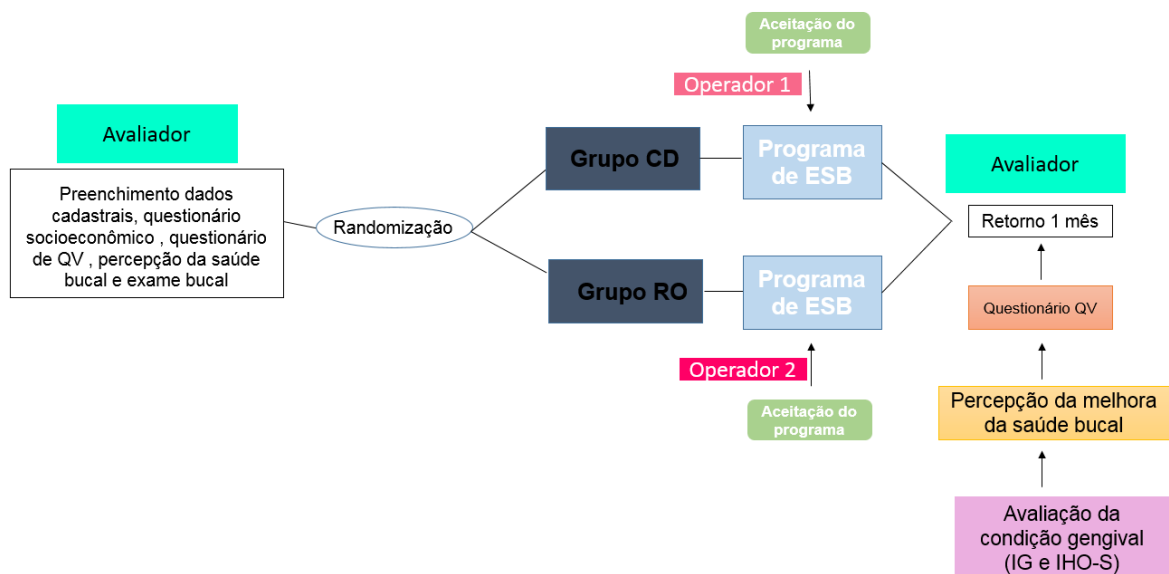 Avaliador
Preenchimento dados
cadastrais, questionário
socioeconômico , questionário
de QV , percepção da saúde
bucal e exame bucal
Randomização
Aceitação do
programa
Operador 1
Grupo CD
Programa
de ESB
Grupo RO
Programa
de ESB
Operador 2
Aceitação do
programa
Avaliador
Retorno 1 mês
Questionário QV
Percepção da melhora
da saúde bucal
Avaliação da
condição gengival
(IG e IHO-S)